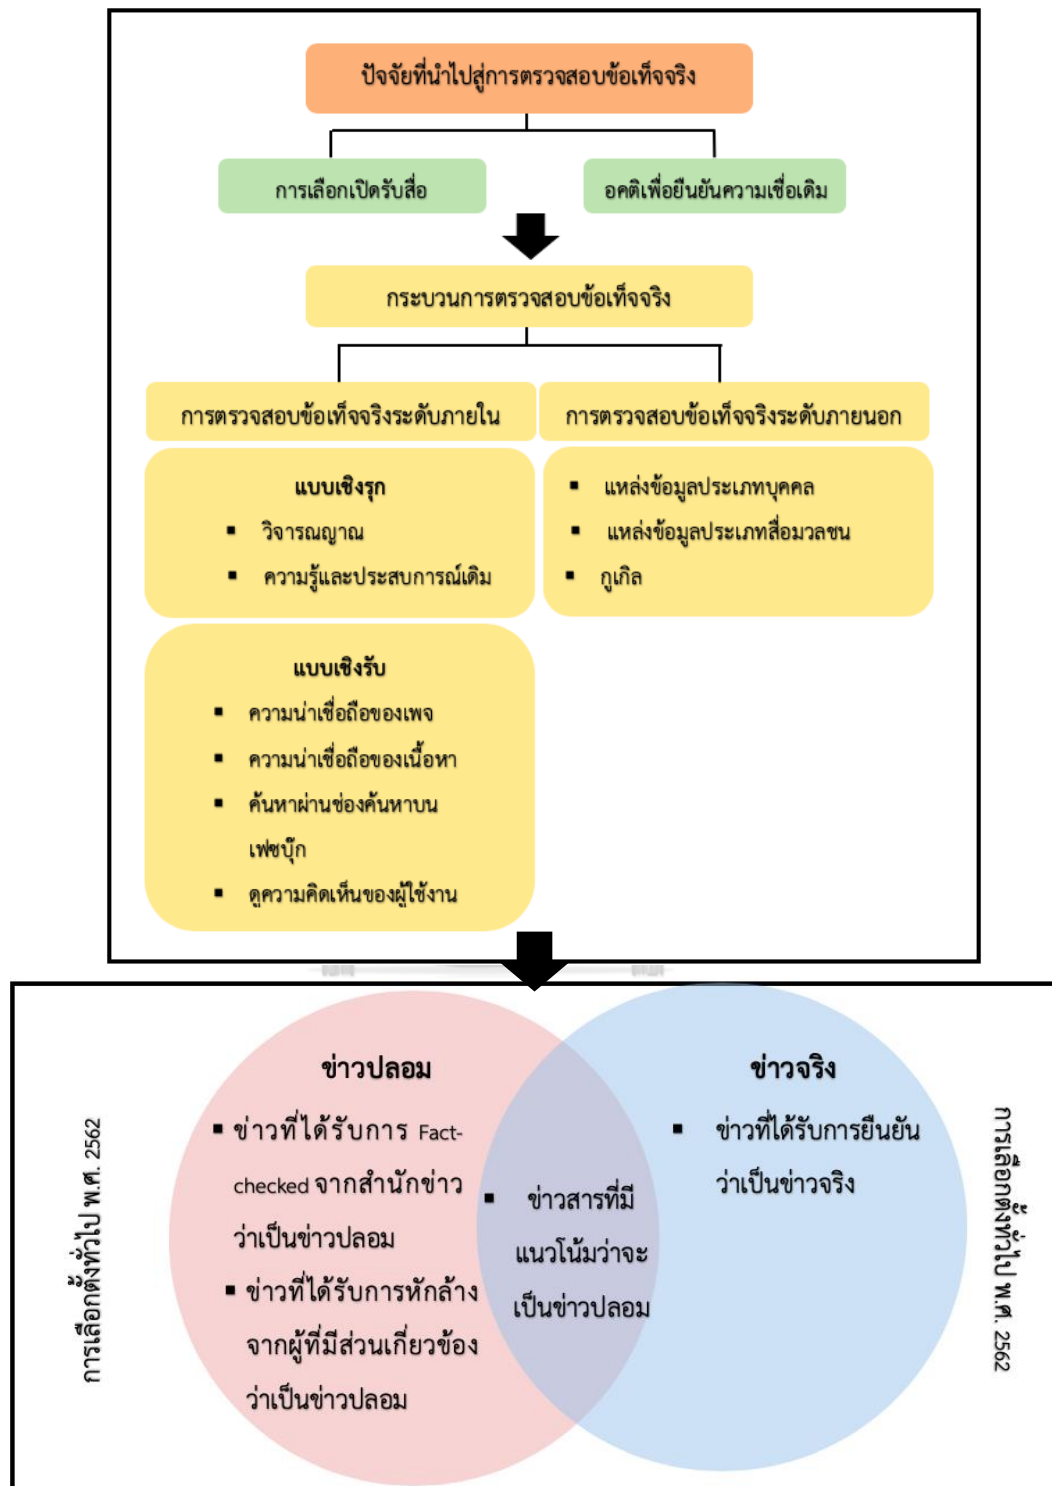 ปัจจัยที่นำไปสู่การตรวจสอบข้อเท็จจริง
การเลือกเปิดรับสื่อ
อคติเพื่อยืนยันความเชื่อเดิม
กระบวนการตรวจสอบข้อเท็จจริง
การตรวจสอบข้อเท็จจริงระดับภายใน
การตรวจสอบข้อเท็จจริงระดับภายนอก
แบบเชิงรุก
▪ วิจารณญาณ
▪ ความรู้และประสบการณ์เดิม
▪ แหล่งข้อมูลประเภทบุคคล
▪ แหล่งข้อมูลประเภทสื่อมวลชน
▪ กูเกิล
แบบเชิงรับ
▪ ความน่าเชื่อถือของเพจ
▪ ความน่าเชื่อถือของเนื้อหา
▪ ค้นหาผ่านช่องค้นหาบน
เฟซบุ๊ก
▪ ดูความคิดเห็นของผู้ใช้งาน
การเลือกตั้งทั่วไป พ.ศ. 2562
ข่าวปลอม
▪ ข่าวที่ได้รับการ Fact-
checked จากสำนักข่าว
ว่าเป็นข่าวปลอม
▪ ข่าวที่ได้รับการหักล้าง
จากผู้ที่มีส่วนเกี่ยวข้อง
ว่าเป็นข่าวปลอม
▪ ข่าวสารที่มี
แนวโน้มว่าจะ
เป็นข่าวปลอม
ข่าวจริง
▪ ข่าวที่ได้รับการยืนยัน
ว่าเป็นข่าวจริง
การเลือกตั้งทั่วไป พ.ศ. 2562